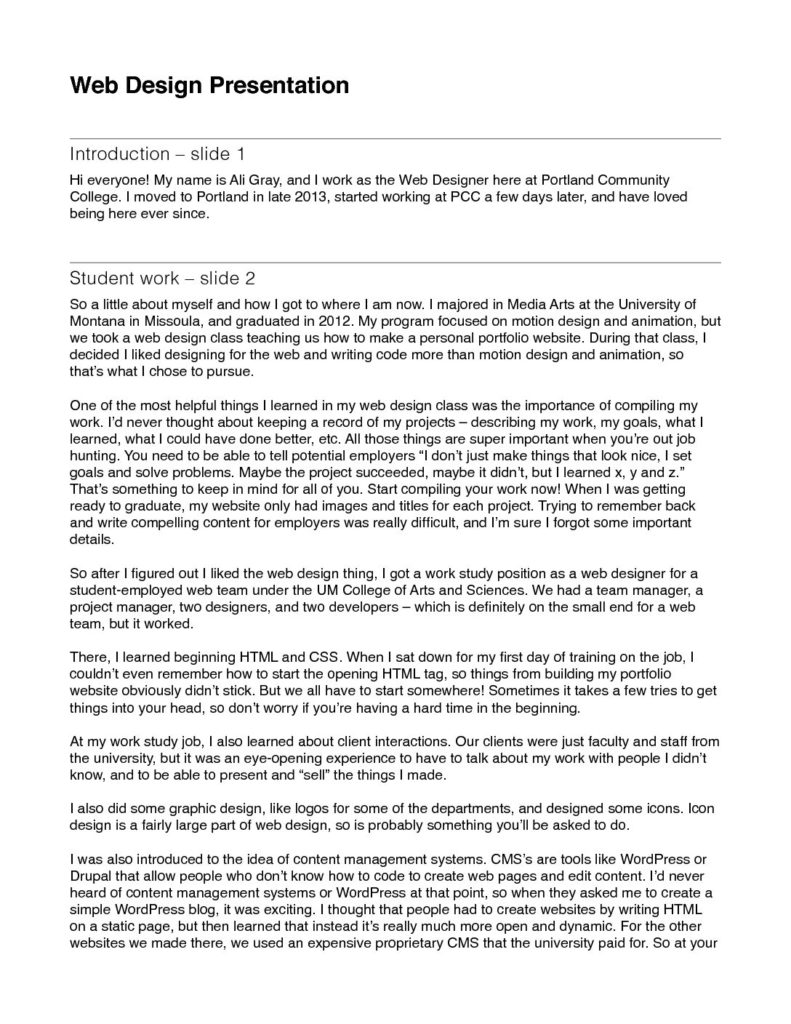 Web Design Presentation
Introduction – slide 1
Hi everyone! My name is Ali Gray, and I work as the Web Designer here at Portland Community
College. I moved to Portland in late 2013, started working at PCC a few days later, and have loved
being here ever since.
Student work – slide 2
So a little about myself and how I got to where I am now. I majored in Media Arts at the University of
Montana in Missoula, and graduated in 2012. My program focused on motion design and animation, but
we took a web design class teaching us how to make a personal portfolio website. During that class, I
decided I liked designing for the web and writing code more than motion design and animation, so
that’s what I chose to pursue.
One of the most helpful things I learned in my web design class was the importance of compiling my
work. I’d never thought about keeping a record of my projects – describing my work, my goals, what I
learned, what I could have done better, etc. All those things are super important when you’re out job
hunting. You need to be able to tell potential employers “I don’t just make things that look nice, I set
goals and solve problems. Maybe the project succeeded, maybe it didn’t, but I learned x, y and z.”
That’s something to keep in mind for all of you. Start compiling your work now! When I was getting
ready to graduate, my website only had images and titles for each project. Trying to remember back
and write compelling content for employers was really difficult, and I’m sure I forgot some important
details.
So after I figured out I liked the web design thing, I got a work study position as a web designer for a
student-employed web team under the UM College of Arts and Sciences. We had a team manager, a
project manager, two designers, and two developers – which is definitely on the small end for a web
team, but it worked.
There, I learned beginning HTML and CSS. When I sat down for my first day of training on the job, I
couldn’t even remember how to start the opening HTML tag, so things from building my portfolio
website obviously didn’t stick. But we all have to start somewhere! Sometimes it takes a few tries to get
things into your head, so don’t worry if you’re having a hard time in the beginning.
At my work study job, I also learned about client interactions. Our clients were just faculty and staff from
the university, but it was an eye-opening experience to have to talk about my work with people I didn’t
know, and to be able to present and “sell” the things I made.
I also did some graphic design, like logos for some of the departments, and designed some icons. Icon
design is a fairly large part of web design, so is probably something you’ll be asked to do.
I was also introduced to the idea of content management systems. CMS’s are tools like WordPress or
Drupal that allow people who don’t know how to code to create web pages and edit content. I’d never
heard of content management systems or WordPress at that point, so when they asked me to create a
simple WordPress blog, it was exciting. I thought that people had to create websites by writing HTML
on a static page, but then learned that instead it’s really much more open and dynamic. For the other
websites we made there, we used an expensive proprietary CMS that the university paid for. So at your